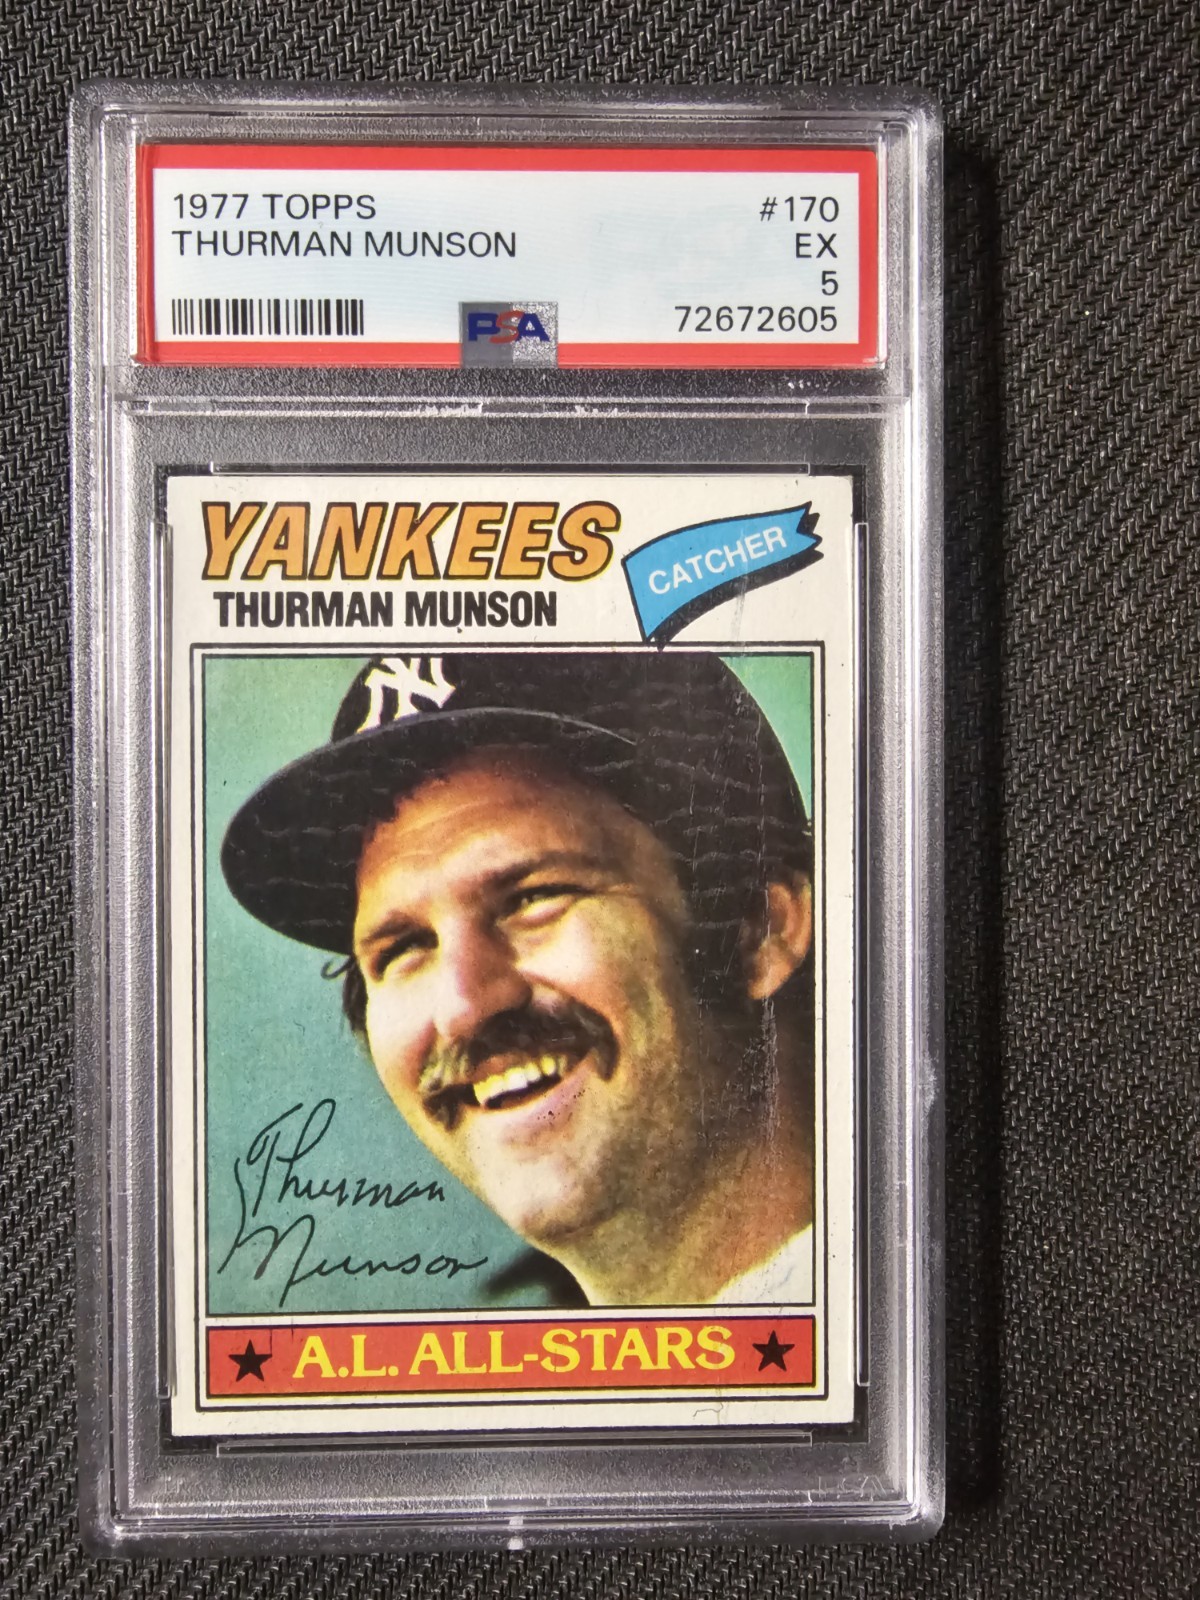 1977 TOPPS #170
THURMAN MUNSON EX
5
PSA 72672605
YANKEES
CATCHER
THURMAN MUNSON
NY
Thurman
Munson
★ A.L. ALL-STARS ★